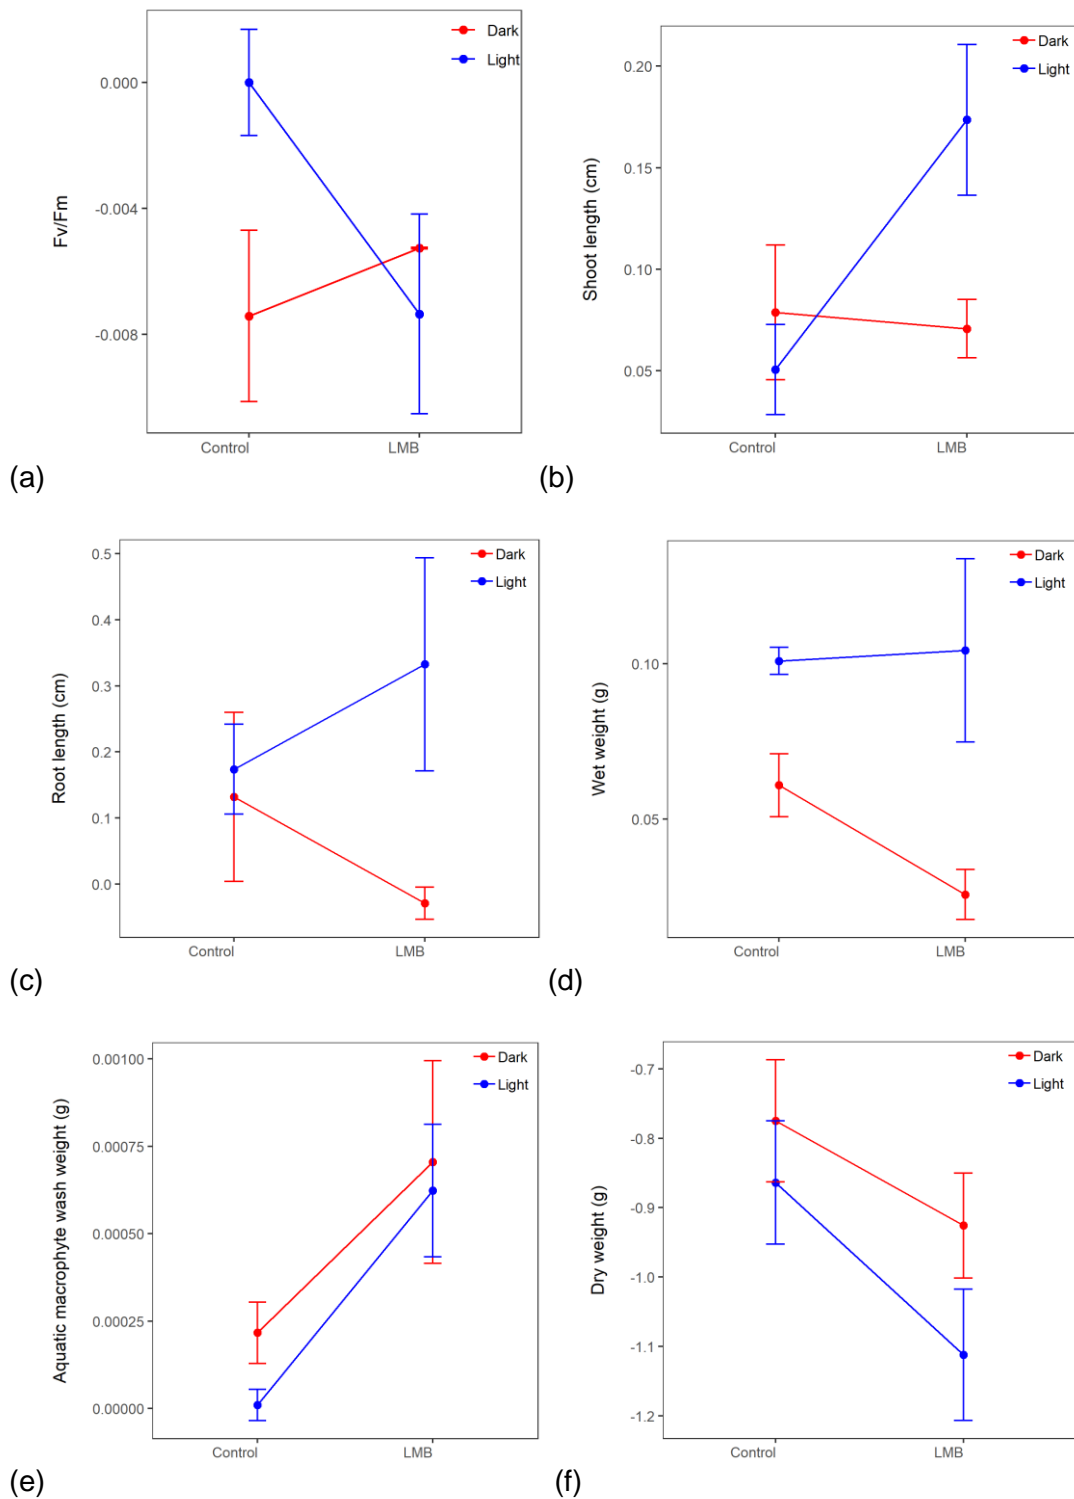 Dark
Light
0.000
-0.004
-0.008
Fv/Fm
Control LMB
(a)
Dark
Light
0.20
0.15
0.10
0.05
Shoot length (cm)
Control LMB
(b)
Dark
Light
0.5
0.4
0.3
0.2
0.1
0.0
Root length (cm)
Control LMB
(c)
Dark
Light
0.10
0.05
Wet weight (g)
Control LMB
(d)
Dark
Light
0.00100
0.00075
0.00050
0.00025
0.00000
Aquatic macrophyte wash weight (g)
Control LMB
(e)
Dark
Light
-0.7
-0.8
-0.9
-1.0
-1.1
-1.2
Dry weight (g)
Control LMB
(f)